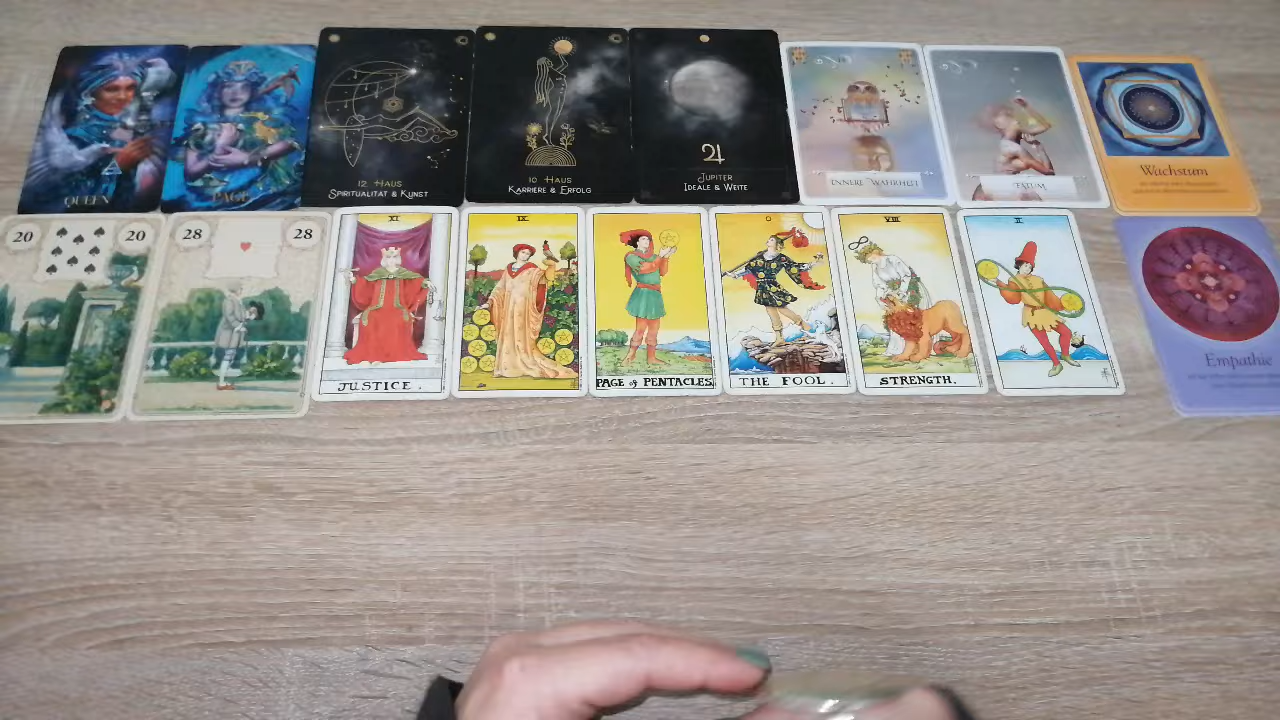 QUEEN
PAGE
12 HAUS
SPIRITUALITÄT & KUNST
10 HAUS
KARRIERE & ERFOLG
JUPITER
IDEALE & WEITE
INNERE WAHRHEIT
FATUM
Wachstum
20 20
28 28
XI
JUSTICE.
IX
PAGE of PENTACLES.
0
THE FOOL.
VIII
STRENGTH.
II
Empathie